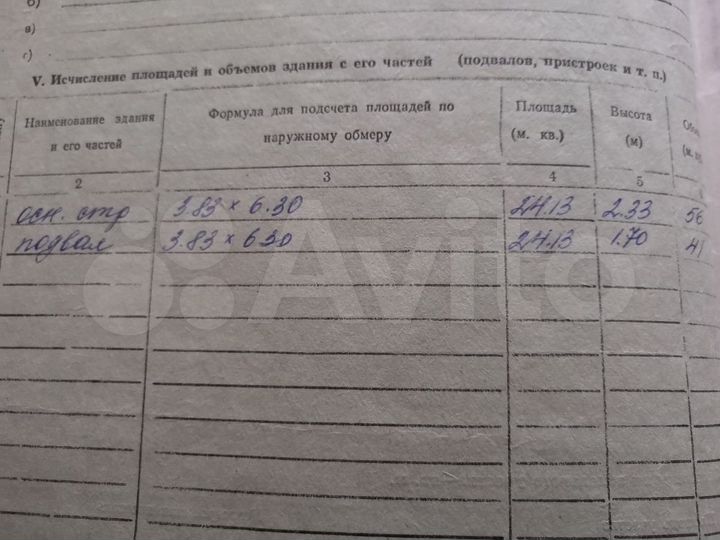 б)
в)
г)
V. Исчисление площадей и объемов здания с его частей (подвалов, пристроек и т. п.)
Наименование здания и его частей
Формула для подсчета площадей по наружному обмеру
Площадь (м. кв.)
Высота (м)
2 3 4 5
осн. стр 3.83 × 6.30 24.13 2.33 56
подвал 3.83 × 630 24.13 1.70 41
Avito